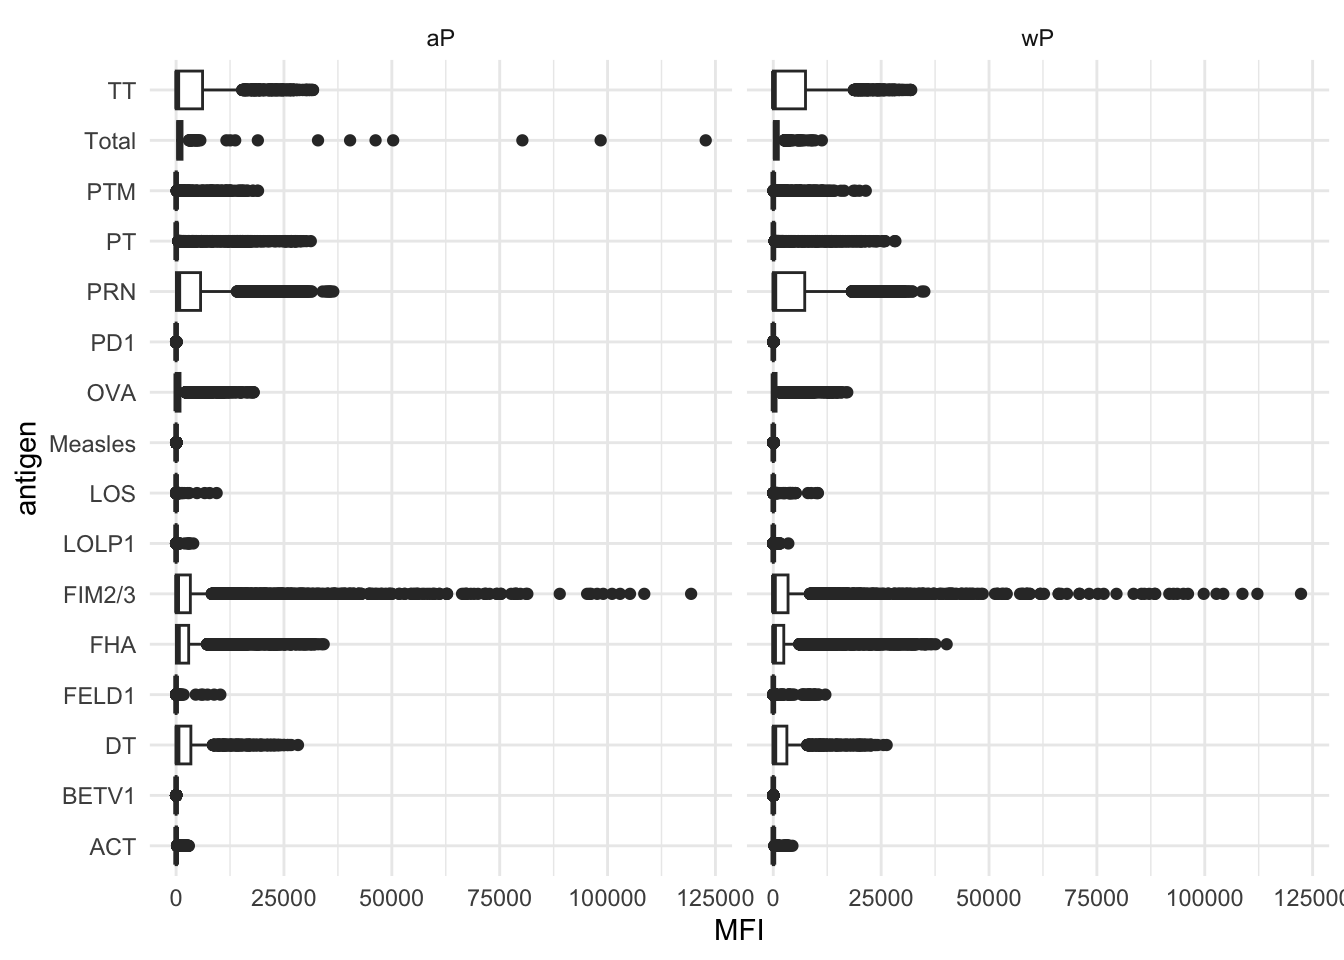 aP
wP
TT
Total
PTM
PT
PRN
PD1
OVA
Measles
LOS
LOLP1
FIM2/3
FHA
FELD1
DT
BETV1
ACT
antigen
0 25000 50000 75000 100000 125000
0 25000 50000 75000 100000 125000
MFI